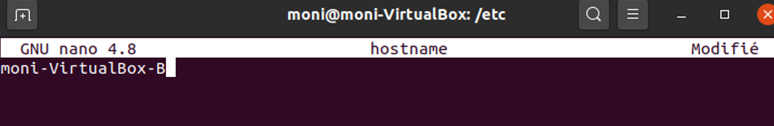 moni@moni-VirtualBox: /etc
GNU nano 4.8 hostname Modifié
moni-VirtualBox-B